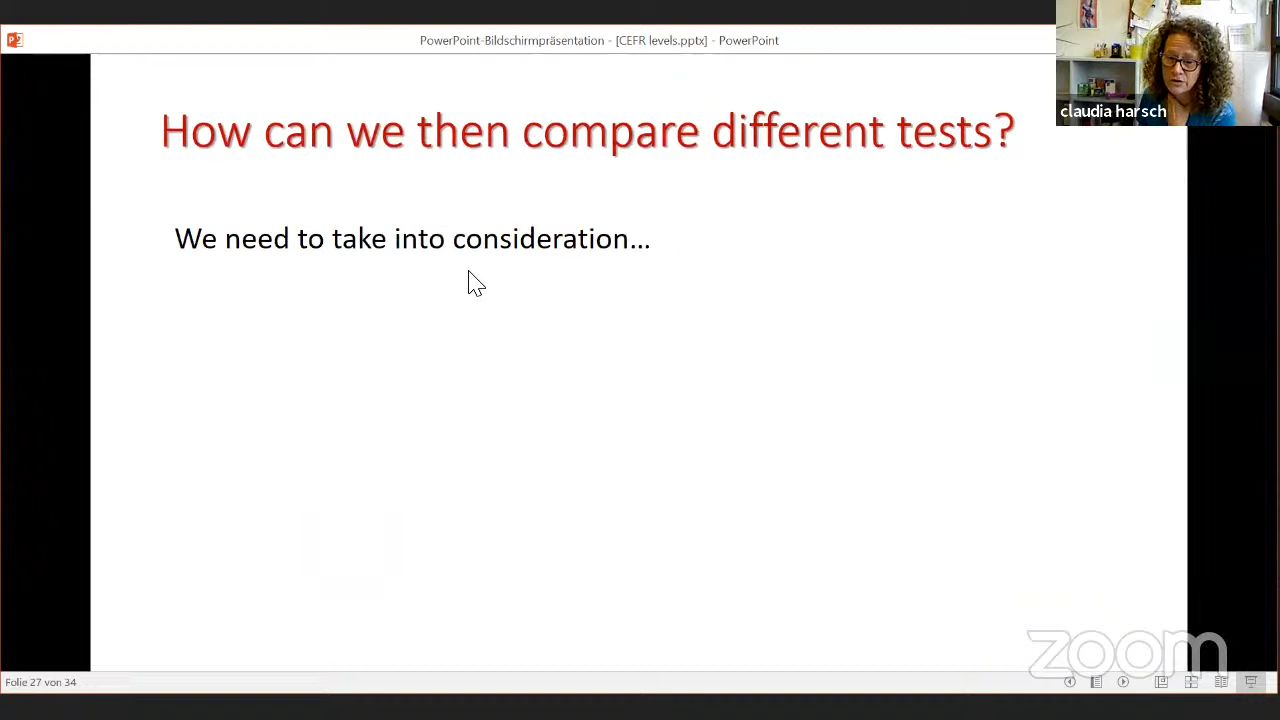 PowerPoint-Bildschirmpräsentation - [CEFR levels.pptx] - PowerPoint
claudia harsch
How can we then compare different tests?
We need to take into consideration...
zoom
Folie 27 von 34